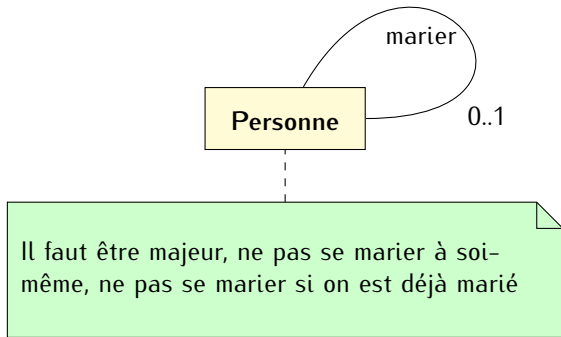 marier
Personne
0..1
Il faut être majeur, ne pas se marier à soi-
même, ne pas se marier si on est déjà marié